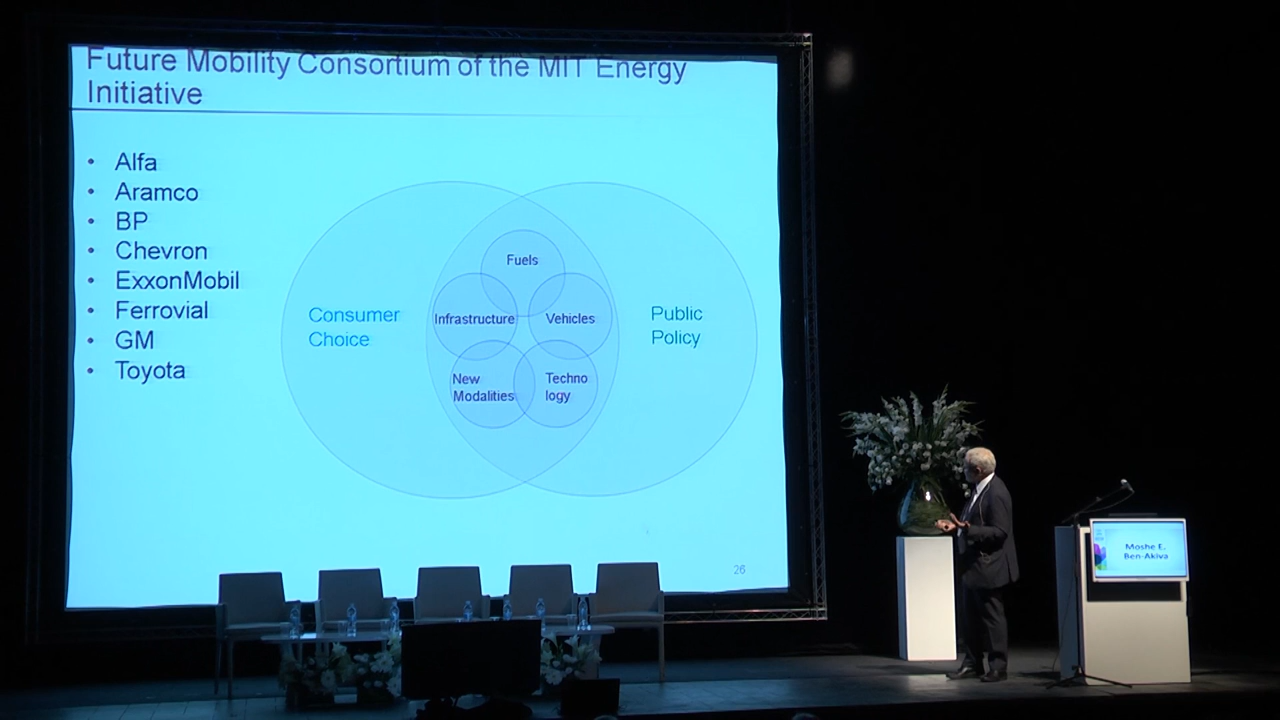 Future Mobility Consortium of the MIT Energy
Initiative
• Alfa
• Aramco
• BP
• Chevron
• ExxonMobil
• Ferrovial
• GM
• Toyota
Consumer
Choice
Fuels
Infrastructure
Vehicles
New
Modalities
Techno
logy
Public
Policy
26
Moshe E.
Ben-Akiva